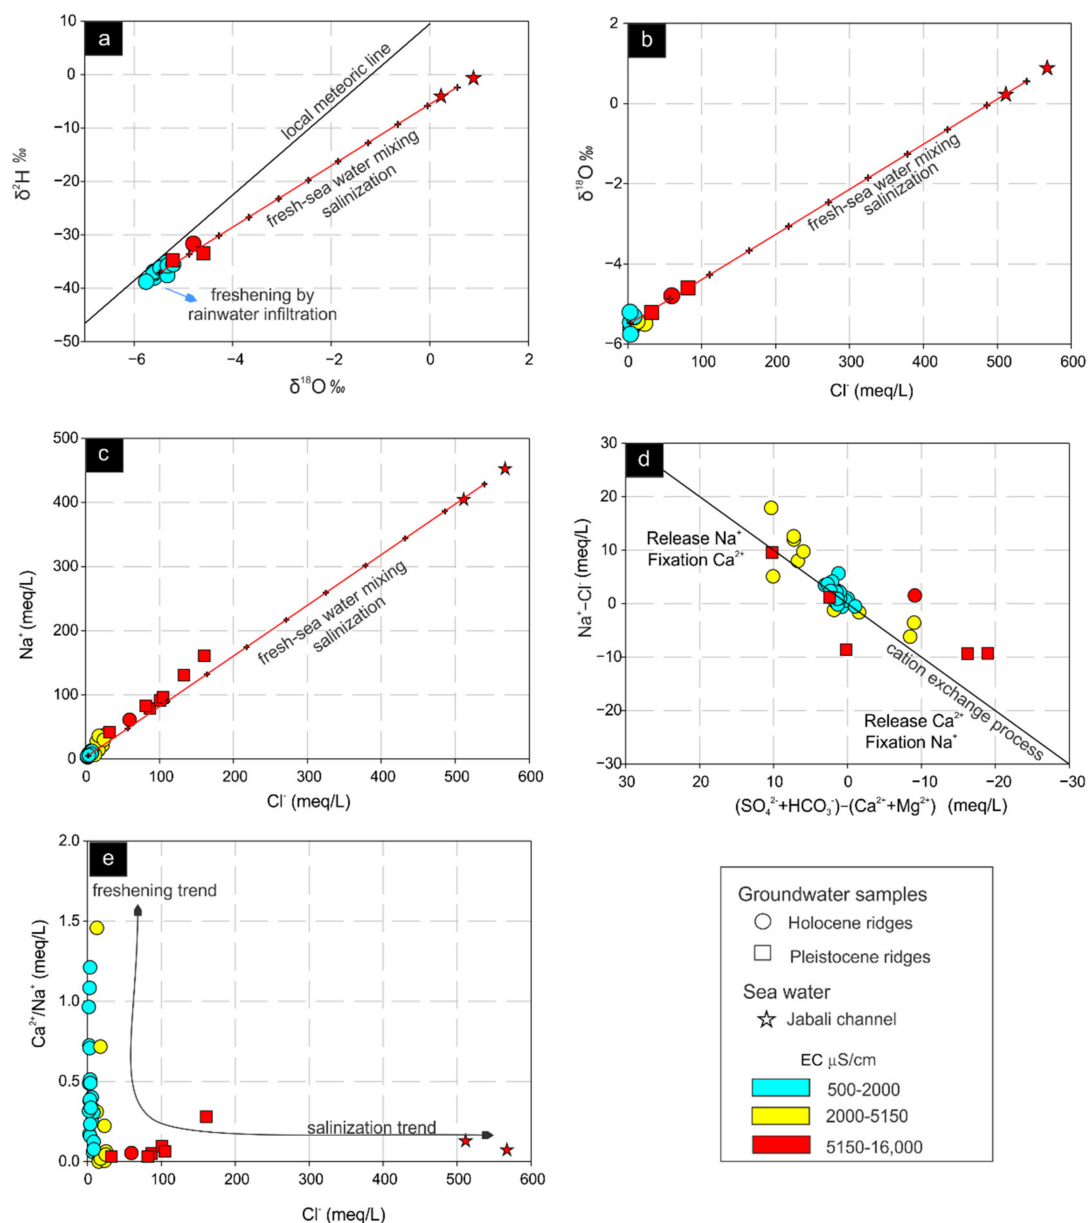 a
10
0
−10
−20
−30
−40
−50
δ²H ‰
local meteoric line
fresh-sea water mixing
salinization
freshening by
rainwater infiltration
−6
−4
−2
0
2
δ¹⁸O ‰
b
2
0
−2
−4
−6
δ¹⁸O ‰
fresh-sea water mixing
salinization
0
100
200
300
400
500
600
Cl⁻ (meq/L)
c
500
400
300
200
100
0
Na⁺ (meq/L)
fresh-sea water mixing
salinization
0
100
200
300
400
500
600
Cl⁻ (meq/L)
d
30
20
10
0
−10
−20
−30
Na⁺−Cl⁻ (meq/L)
Release Na⁺
Fixation Ca²⁺
cation exchange process
Release Ca²⁺
Fixation Na⁺
30
20
10
0
−10
−20
−30
(SO₄²⁻+HCO₃⁻)−(Ca²⁺+Mg²⁺) (meq/L)
e
2.0
1.5
1.0
0.5
0.0
Ca²⁺/Na⁺ (meq/L)
freshening trend
salinization trend
0
100
200
300
400
500
600
Cl⁻ (meq/L)
Groundwater samples
Holocene ridges
Pleistocene ridges
Sea water
Jabali channel
EC µS/cm
500-2000
2000-5150
5150-16,000